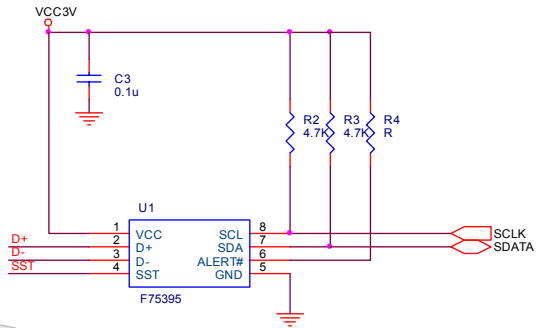 VCC3V
C3
0.1u
R2
4.7K
R3
4.7K
R4
R
U1
1 VCC
2 D+
3 D-
4 SST
SCL 8
SDA 7
ALERT# 6
GND 5
D+
D-
SST
SCLK
SDATA
F75395